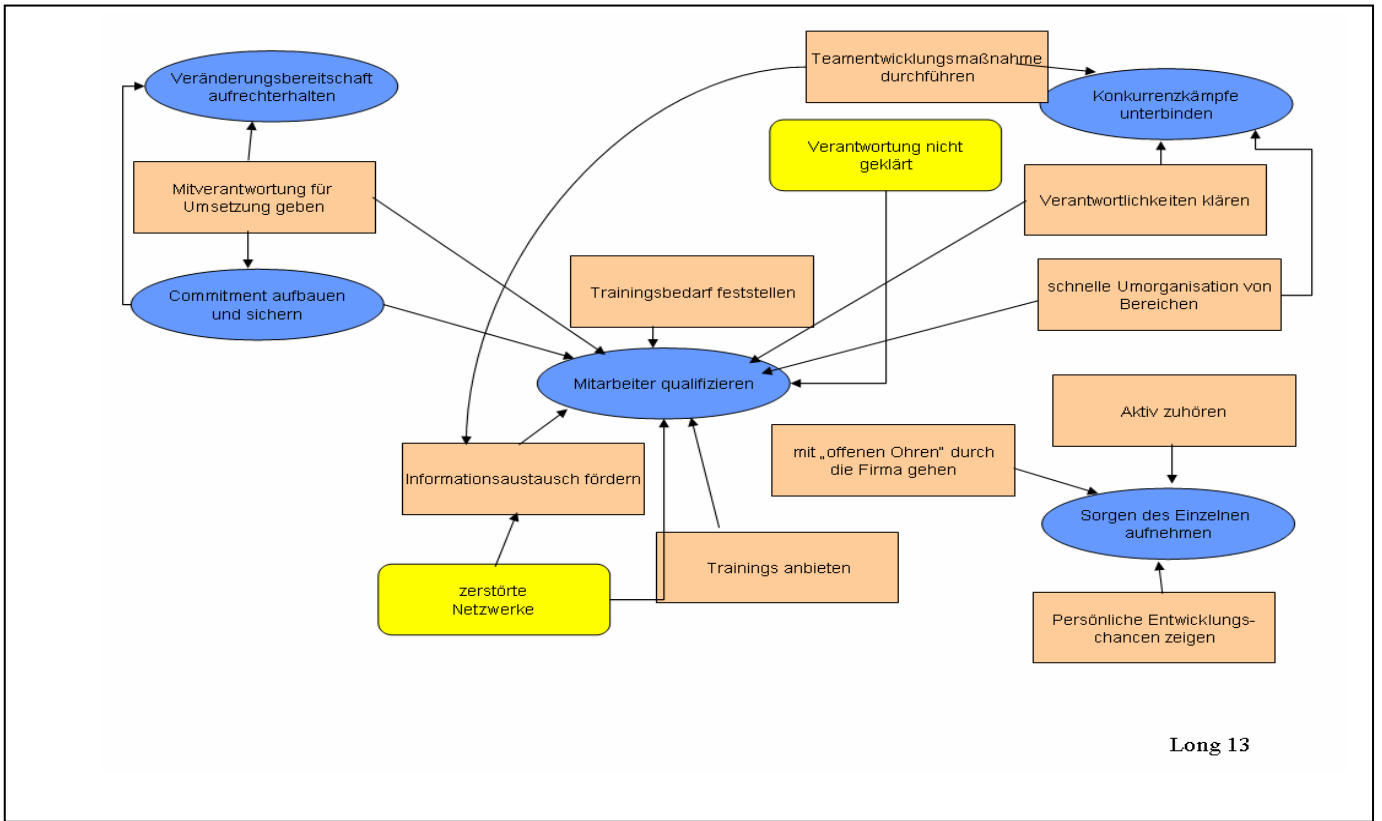 Teamentwicklungsmaßnahme
durchführen
Veränderungsbereitschaft
aufrechterhalten
Konkurrenzkämpfe
unterbinden
Verantwortung nicht
geklärt
Mitverantwortung für
Umsetzung geben
Verantwortlichkeiten klären
Trainingsbedarf feststellen
schnelle Umorganisation von
Bereichen
Commitment aufbauen
und sichern
Mitarbeiter qualifizieren
Aktiv zuhören
mit „offenen Ohren" durch
die Firma gehen
Informationsaustausch fördern
Sorgen des Einzelnen
aufnehmen
Trainings anbieten
zerstörte
Netzwerke
Persönliche Entwicklungs-
chancen zeigen
Long 13